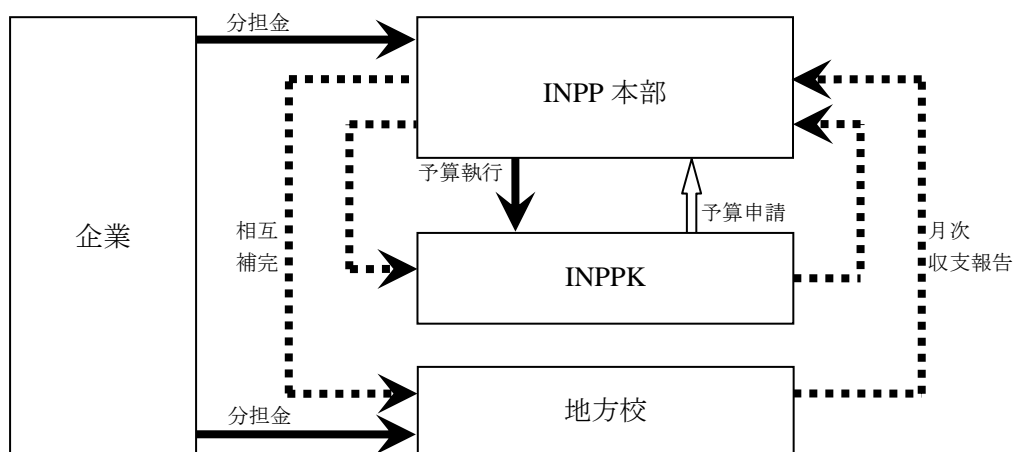 分担金
INPP 本部
予算執行
予算申請
企業
相互
補完
月次
収支報告
INPPK
分担金
地方校